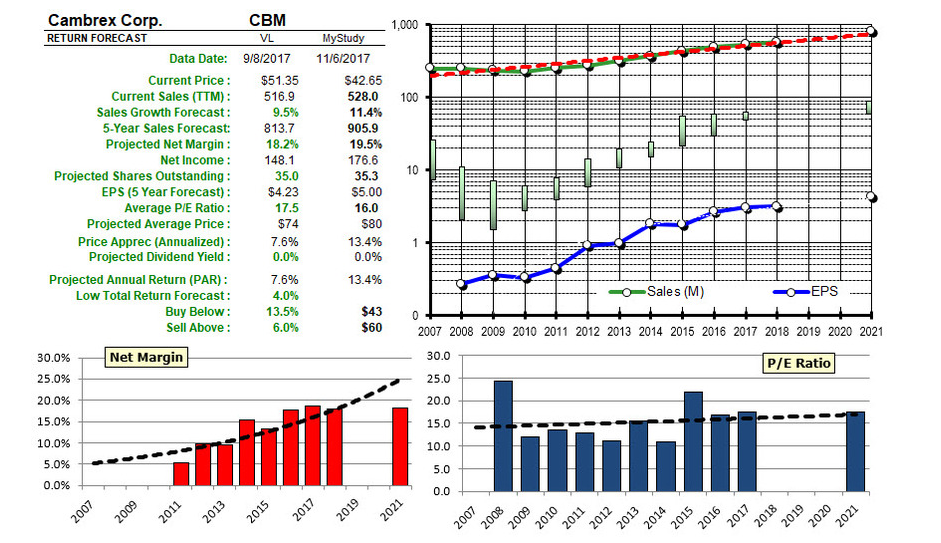 Cambrex Corp. CBM
RETURN FORECAST VL MyStudy
Data Date: 9/8/2017 11/6/2017
Current Price : $51.35 $42.65
Current Sales (TTM) : 516.9 528.0
Sales Growth Forecast : 9.5% 11.4%
5-Year Sales Forecast: 813.7 905.9
Projected Net Margin : 18.2% 19.5%
Net Income : 148.1 176.6
Projected Shares Outstanding : 35.0 35.3
EPS (5 Year Forecast) : $4.23 $5.00
Average P/E Ratio : 17.5 16.0
Projected Average Price : $74 $80
Price Apprec (Annualized) : 7.6% 13.4%
Projected Dividend Yield : 0.0% 0.0%
Projected Annual Return (PAR) : 7.6% 13.4%
Low Total Return Forecast : 4.0%
Buy Below : 13.5% $43
Sell Above : 6.0% $60
1,000
100
10
1
0
Sales (M) EPS
2007 2008 2009 2010 2011 2012 2013 2014 2015 2016 2017 2018 2019 2020 2021
Net Margin
30.0%
25.0%
20.0%
15.0%
10.0%
5.0%
0.0%
2007 2009 2011 2013 2015 2017 2019 2021
P/E Ratio
30.0
25.0
20.0
15.0
10.0
5.0
0.0
2007 2008 2009 2010 2011 2012 2013 2014 2015 2016 2017 2018 2019 2020 2021